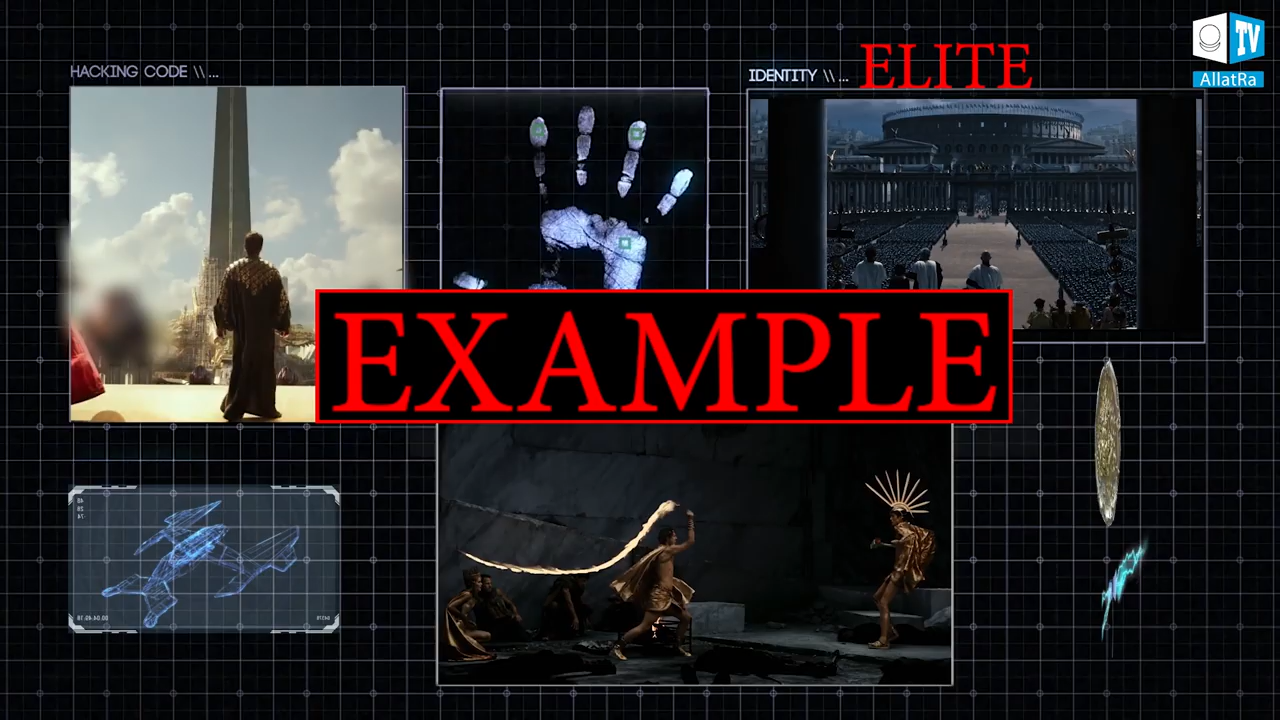 HACKING CODE \\ ...
IDENTITY \\ ... ELITE
TV
AllatRa
EXAMPLE